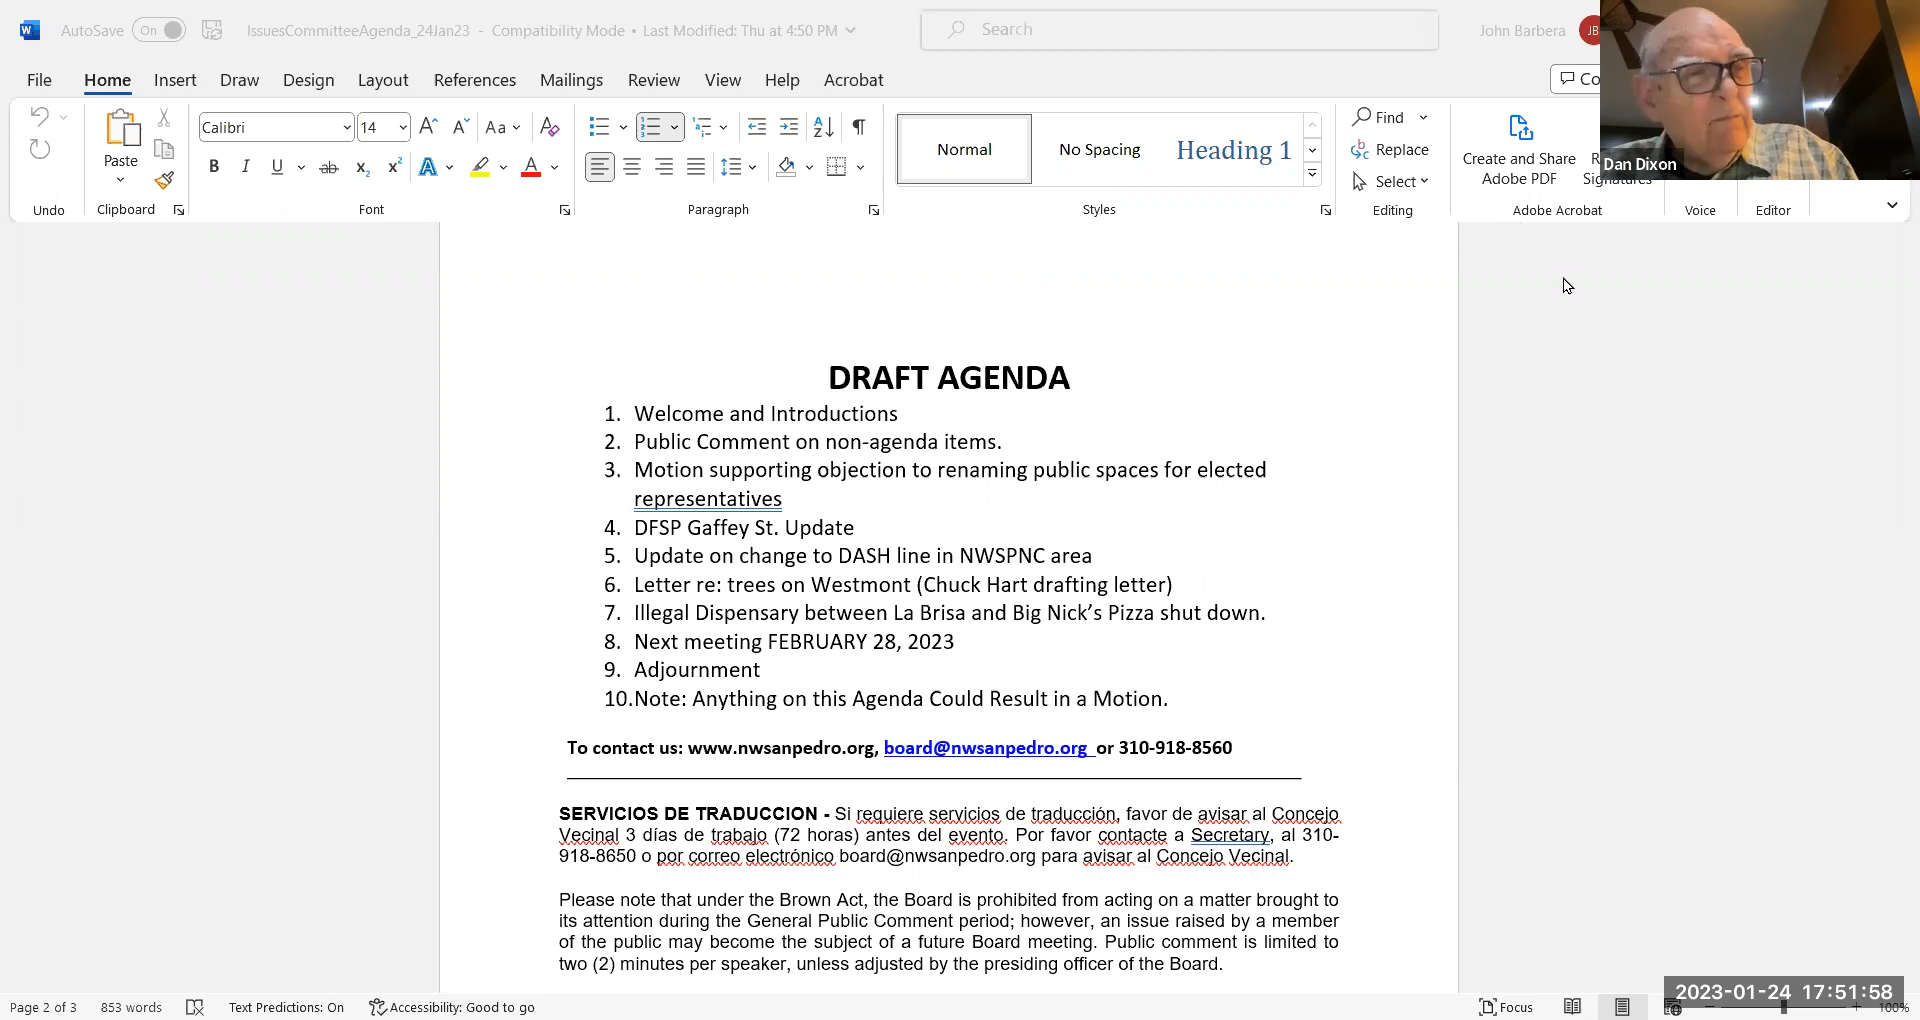 AutoSave On IssuesCommitteeAgenda_24Jan23 - Compatibility Mode • Last Modified: Thu at 4:50 PM Search John Barbera JB
File Home Insert Draw Design Layout References Mailings Review View Help Acrobat Co
Calibri 14 Aa Find
Paste Normal No Spacing Heading 1 Replace Create and Share Dan Dixon
Select Adobe PDF Signatures
Undo Clipboard Font Paragraph Styles Editing Adobe Acrobat Voice Editor
DRAFT AGENDA
1. Welcome and Introductions
2. Public Comment on non-agenda items.
3. Motion supporting objection to renaming public spaces for elected
representatives
4. DFSP Gaffey St. Update
5. Update on change to DASH line in NWSPNC area
6. Letter re: trees on Westmont (Chuck Hart drafting letter)
7. Illegal Dispensary between La Brisa and Big Nick’s Pizza shut down.
8. Next meeting FEBRUARY 28, 2023
9. Adjournment
10.Note: Anything on this Agenda Could Result in a Motion.
To contact us: www.nwsanpedro.org, board@nwsanpedro.org or 310-918-8560
SERVICIOS DE TRADUCCION - Si requiere servicios de traducción, favor de avisar al Concejo
Vecinal 3 días de trabajo (72 horas) antes del evento. Por favor contacte a Secretary, al 310-
918-8650 o por correo electrónico board@nwsanpedro.org para avisar al Concejo Vecinal.
Please note that under the Brown Act, the Board is prohibited from acting on a matter brought to
its attention during the General Public Comment period; however, an issue raised by a member
of the public may become the subject of a future Board meeting. Public comment is limited to
two (2) minutes per speaker, unless adjusted by the presiding officer of the Board.
Page 2 of 3 853 words Text Predictions: On Accessibility: Good to go Focus 2023-01-24 17:51:58 100%